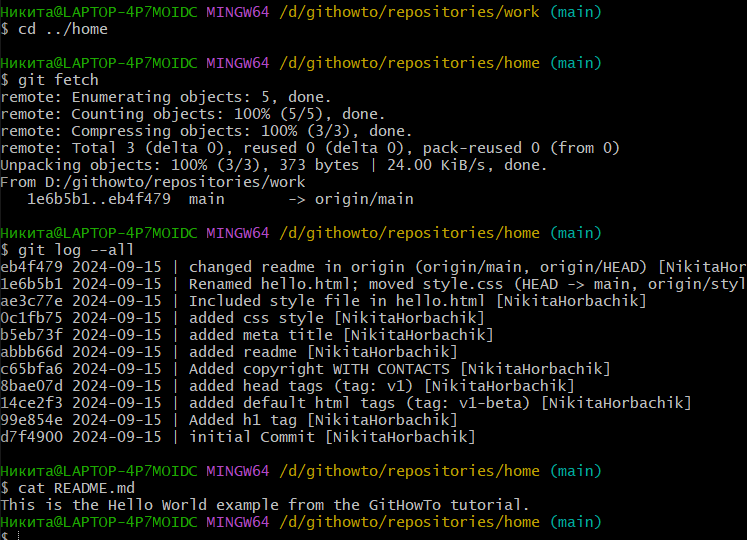 Никита@LAPTOP-4P7MOIDC MINGW64 /d/githowto/repositories/work (main)
$ cd ../home
Никита@LAPTOP-4P7MOIDC MINGW64 /d/githowto/repositories/home (main)
$ git fetch
remote: Enumerating objects: 5, done.
remote: Counting objects: 100% (5/5), done.
remote: Compressing objects: 100% (3/3), done.
remote: Total 3 (delta 0), reused 0 (delta 0), pack-reused 0 (from 0)
Unpacking objects: 100% (3/3), 373 bytes | 24.00 KiB/s, done.
From D:/githowto/repositories/work
   1e6b5b1..eb4f479  main       -> origin/main
Никита@LAPTOP-4P7MOIDC MINGW64 /d/githowto/repositories/home (main)
$ git log --all
eb4f479 2024-09-15 | changed readme in origin (origin/main, origin/HEAD) [NikitaHor
1e6b5b1 2024-09-15 | Renamed hello.html; moved style.css (HEAD -> main, origin/styl
ae3c77e 2024-09-15 | Included style file in hello.html [NikitaHorbachik]
0c1fb75 2024-09-15 | added css style [NikitaHorbachik]
b5eb73f 2024-09-15 | added meta title [NikitaHorbachik]
abbb66d 2024-09-15 | added readme [NikitaHorbachik]
c65bfa6 2024-09-15 | Added copyright WITH CONTACTS [NikitaHorbachik]
8bae07d 2024-09-15 | added head tags (tag: v1) [NikitaHorbachik]
14ce2f3 2024-09-15 | added default html tags (tag: v1-beta) [NikitaHorbachik]
99e854e 2024-09-15 | Added h1 tag [NikitaHorbachik]
d7f4900 2024-09-15 | initial Commit [NikitaHorbachik]
Никита@LAPTOP-4P7MOIDC MINGW64 /d/githowto/repositories/home (main)
$ cat README.md
This is the Hello World example from the GitHowTo tutorial.
Никита@LAPTOP-4P7MOIDC MINGW64 /d/githowto/repositories/home (main)
$